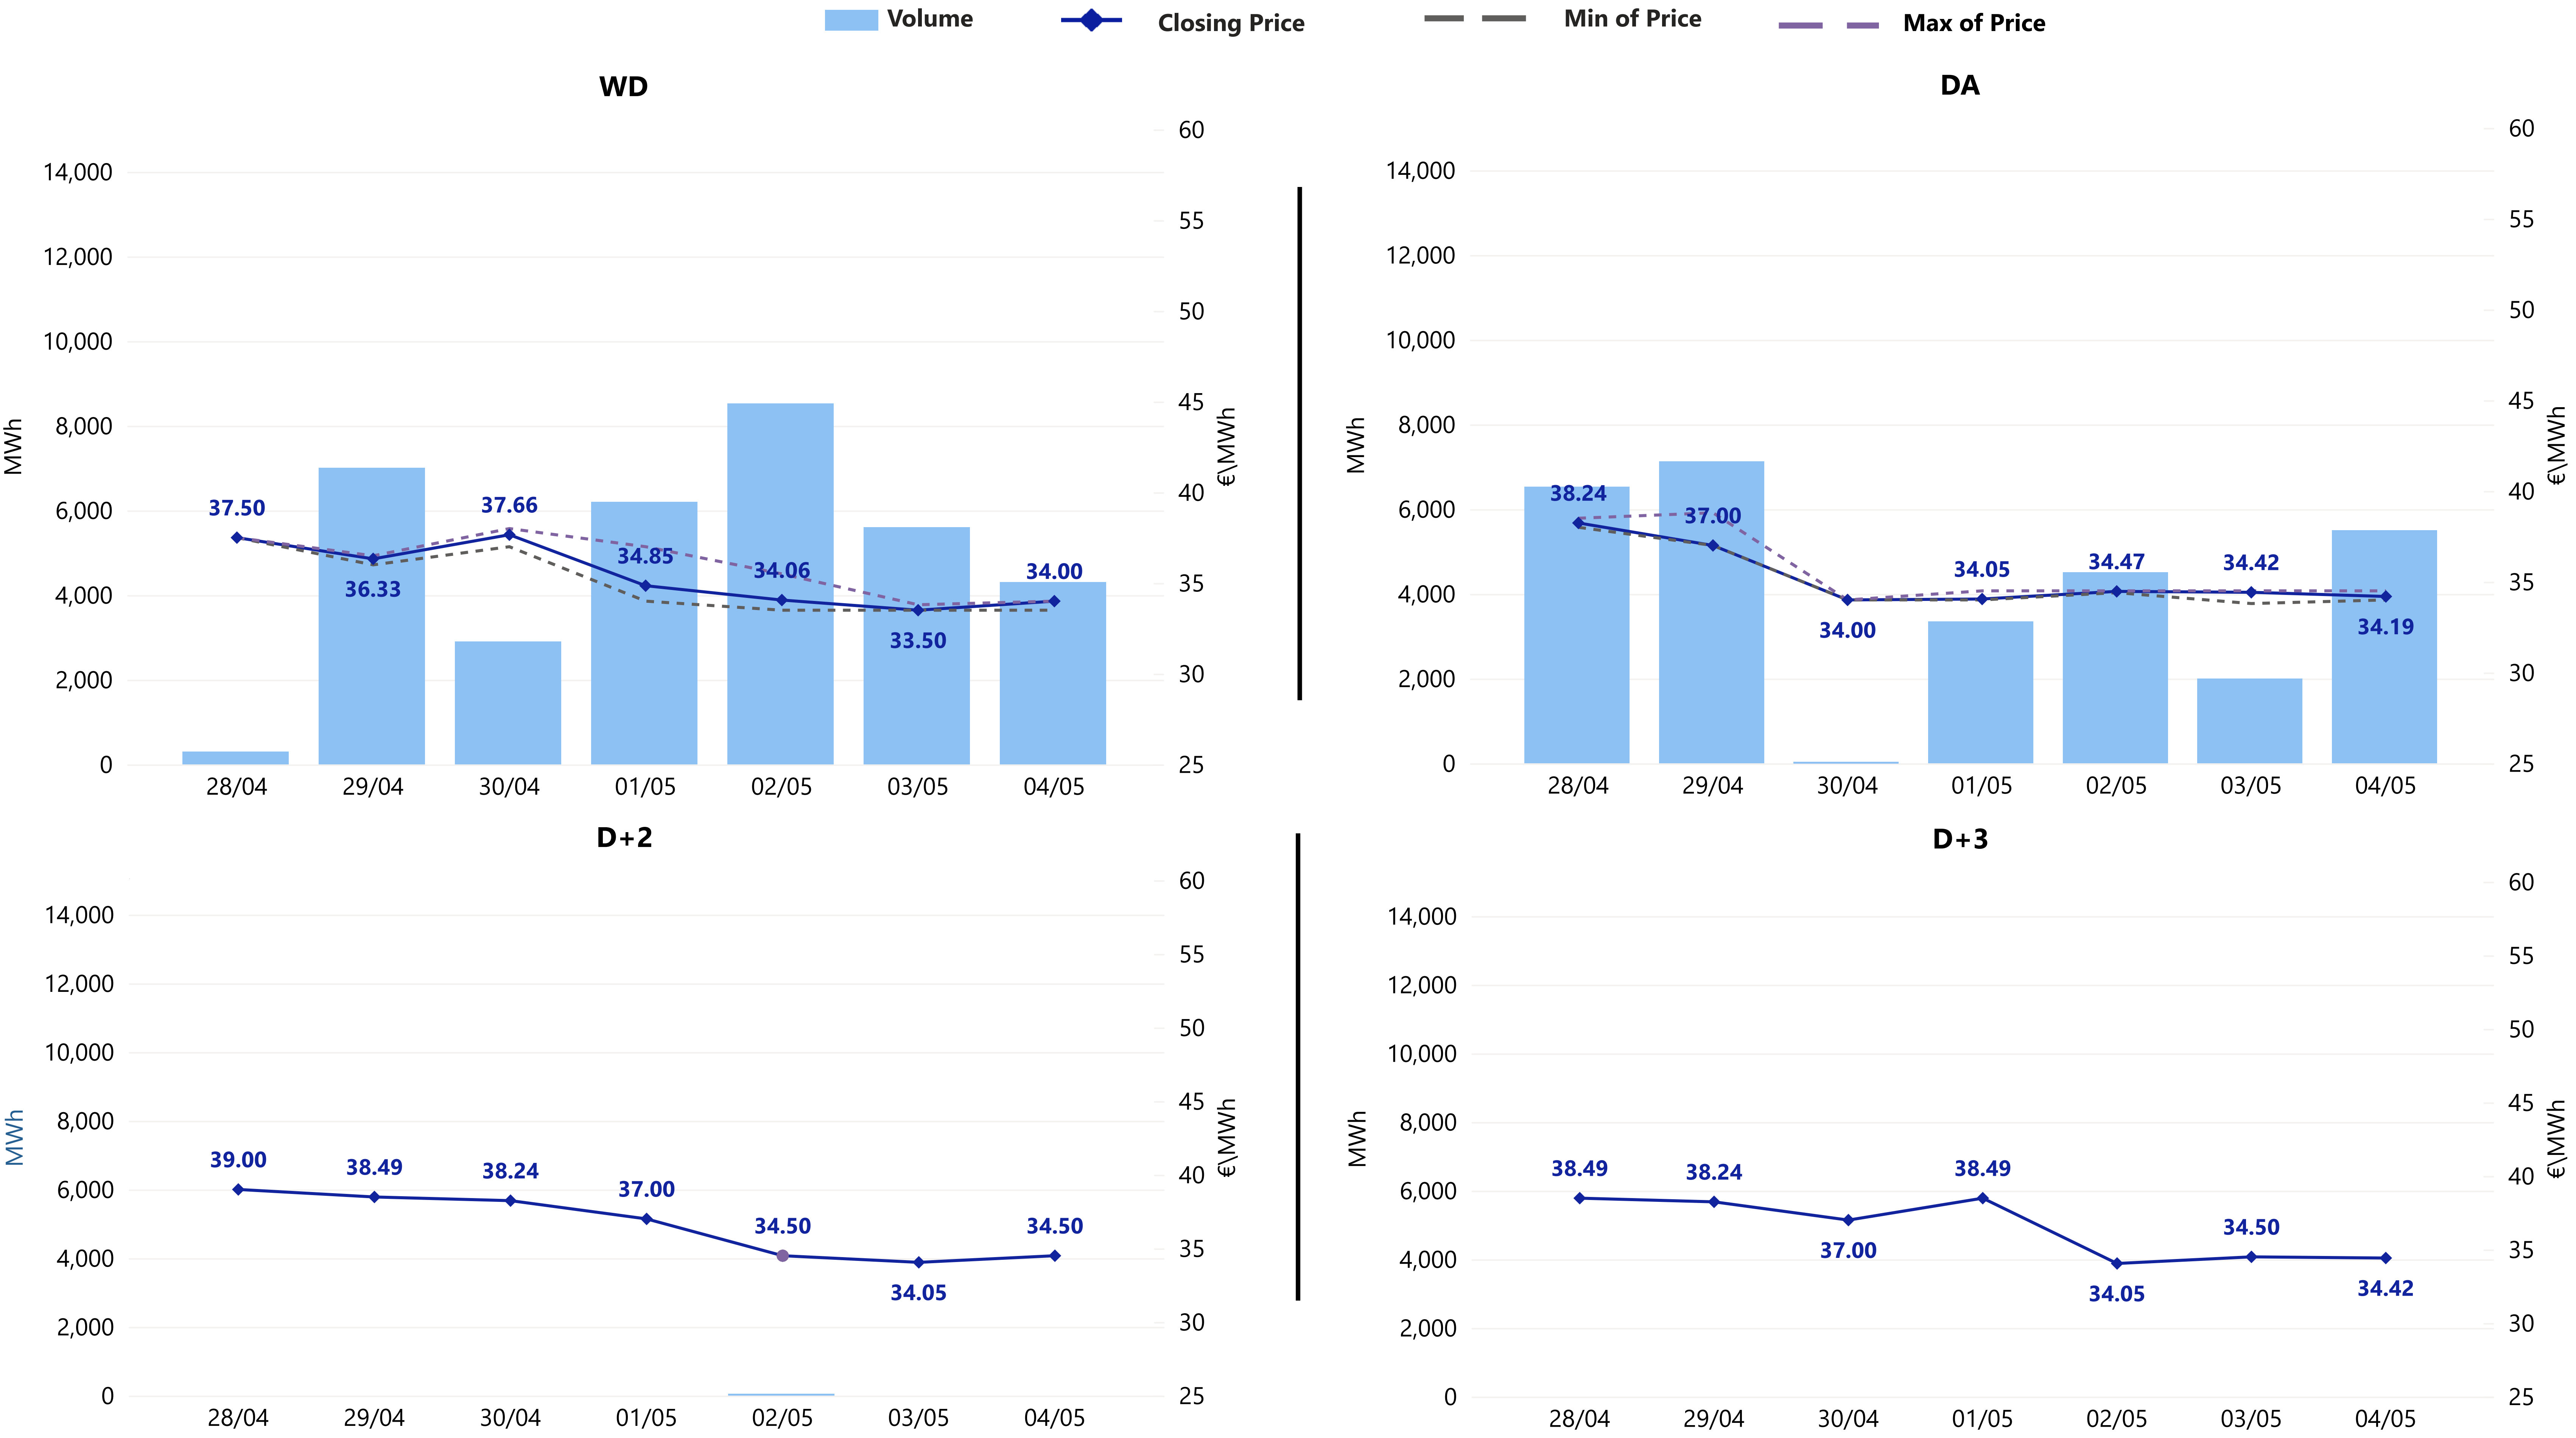 Volume Closing Price Min of Price Max of Price
WD
60
14,000
55
12,000
50
10,000
45
8,000
MWh
€\MWh
40
6,000
37.50 36.33 37.66 34.85 34.06 33.50 34.00
35
4,000
30
2,000
0 25
28/04 29/04 30/04 01/05 02/05 03/05 04/05
DA
60
14,000
55
12,000
50
10,000
45
8,000
MWh
€\MWh
40
6,000
38.24 37.00 34.00 34.05 34.47 34.42 34.19
35
4,000
30
2,000
0 25
28/04 29/04 30/04 01/05 02/05 03/05 04/05
D+2
60
14,000
55
12,000
50
10,000
45
8,000
MWh
€\MWh
40
6,000
39.00 38.49 38.24 37.00 34.50 34.05 34.50
35
4,000
30
2,000
0 25
28/04 29/04 30/04 01/05 02/05 03/05 04/05
D+3
60
14,000
55
12,000
50
10,000
45
8,000
MWh
€\MWh
40
6,000
38.49 38.24 37.00 38.49 34.05 34.50 34.42
35
4,000
30
2,000
0 25
28/04 29/04 30/04 01/05 02/05 03/05 04/05